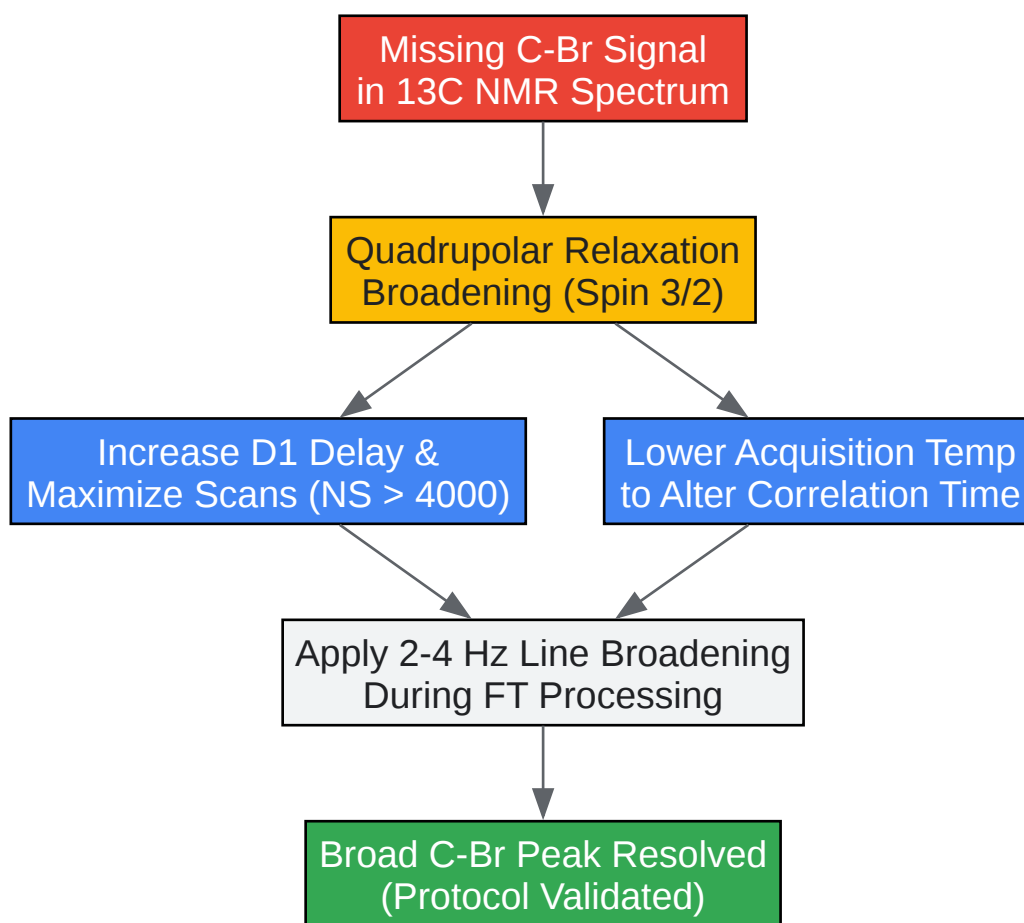 Missing C-Br Signal
in 13C NMR Spectrum
Quadrupolar Relaxation
Broadening (Spin 3/2)
Increase D1 Delay &
Maximize Scans (NS > 4000)
Lower Acquisition Temp
to Alter Correlation Time
Apply 2-4 Hz Line Broadening
During FT Processing
Broad C-Br Peak Resolved
(Protocol Validated)